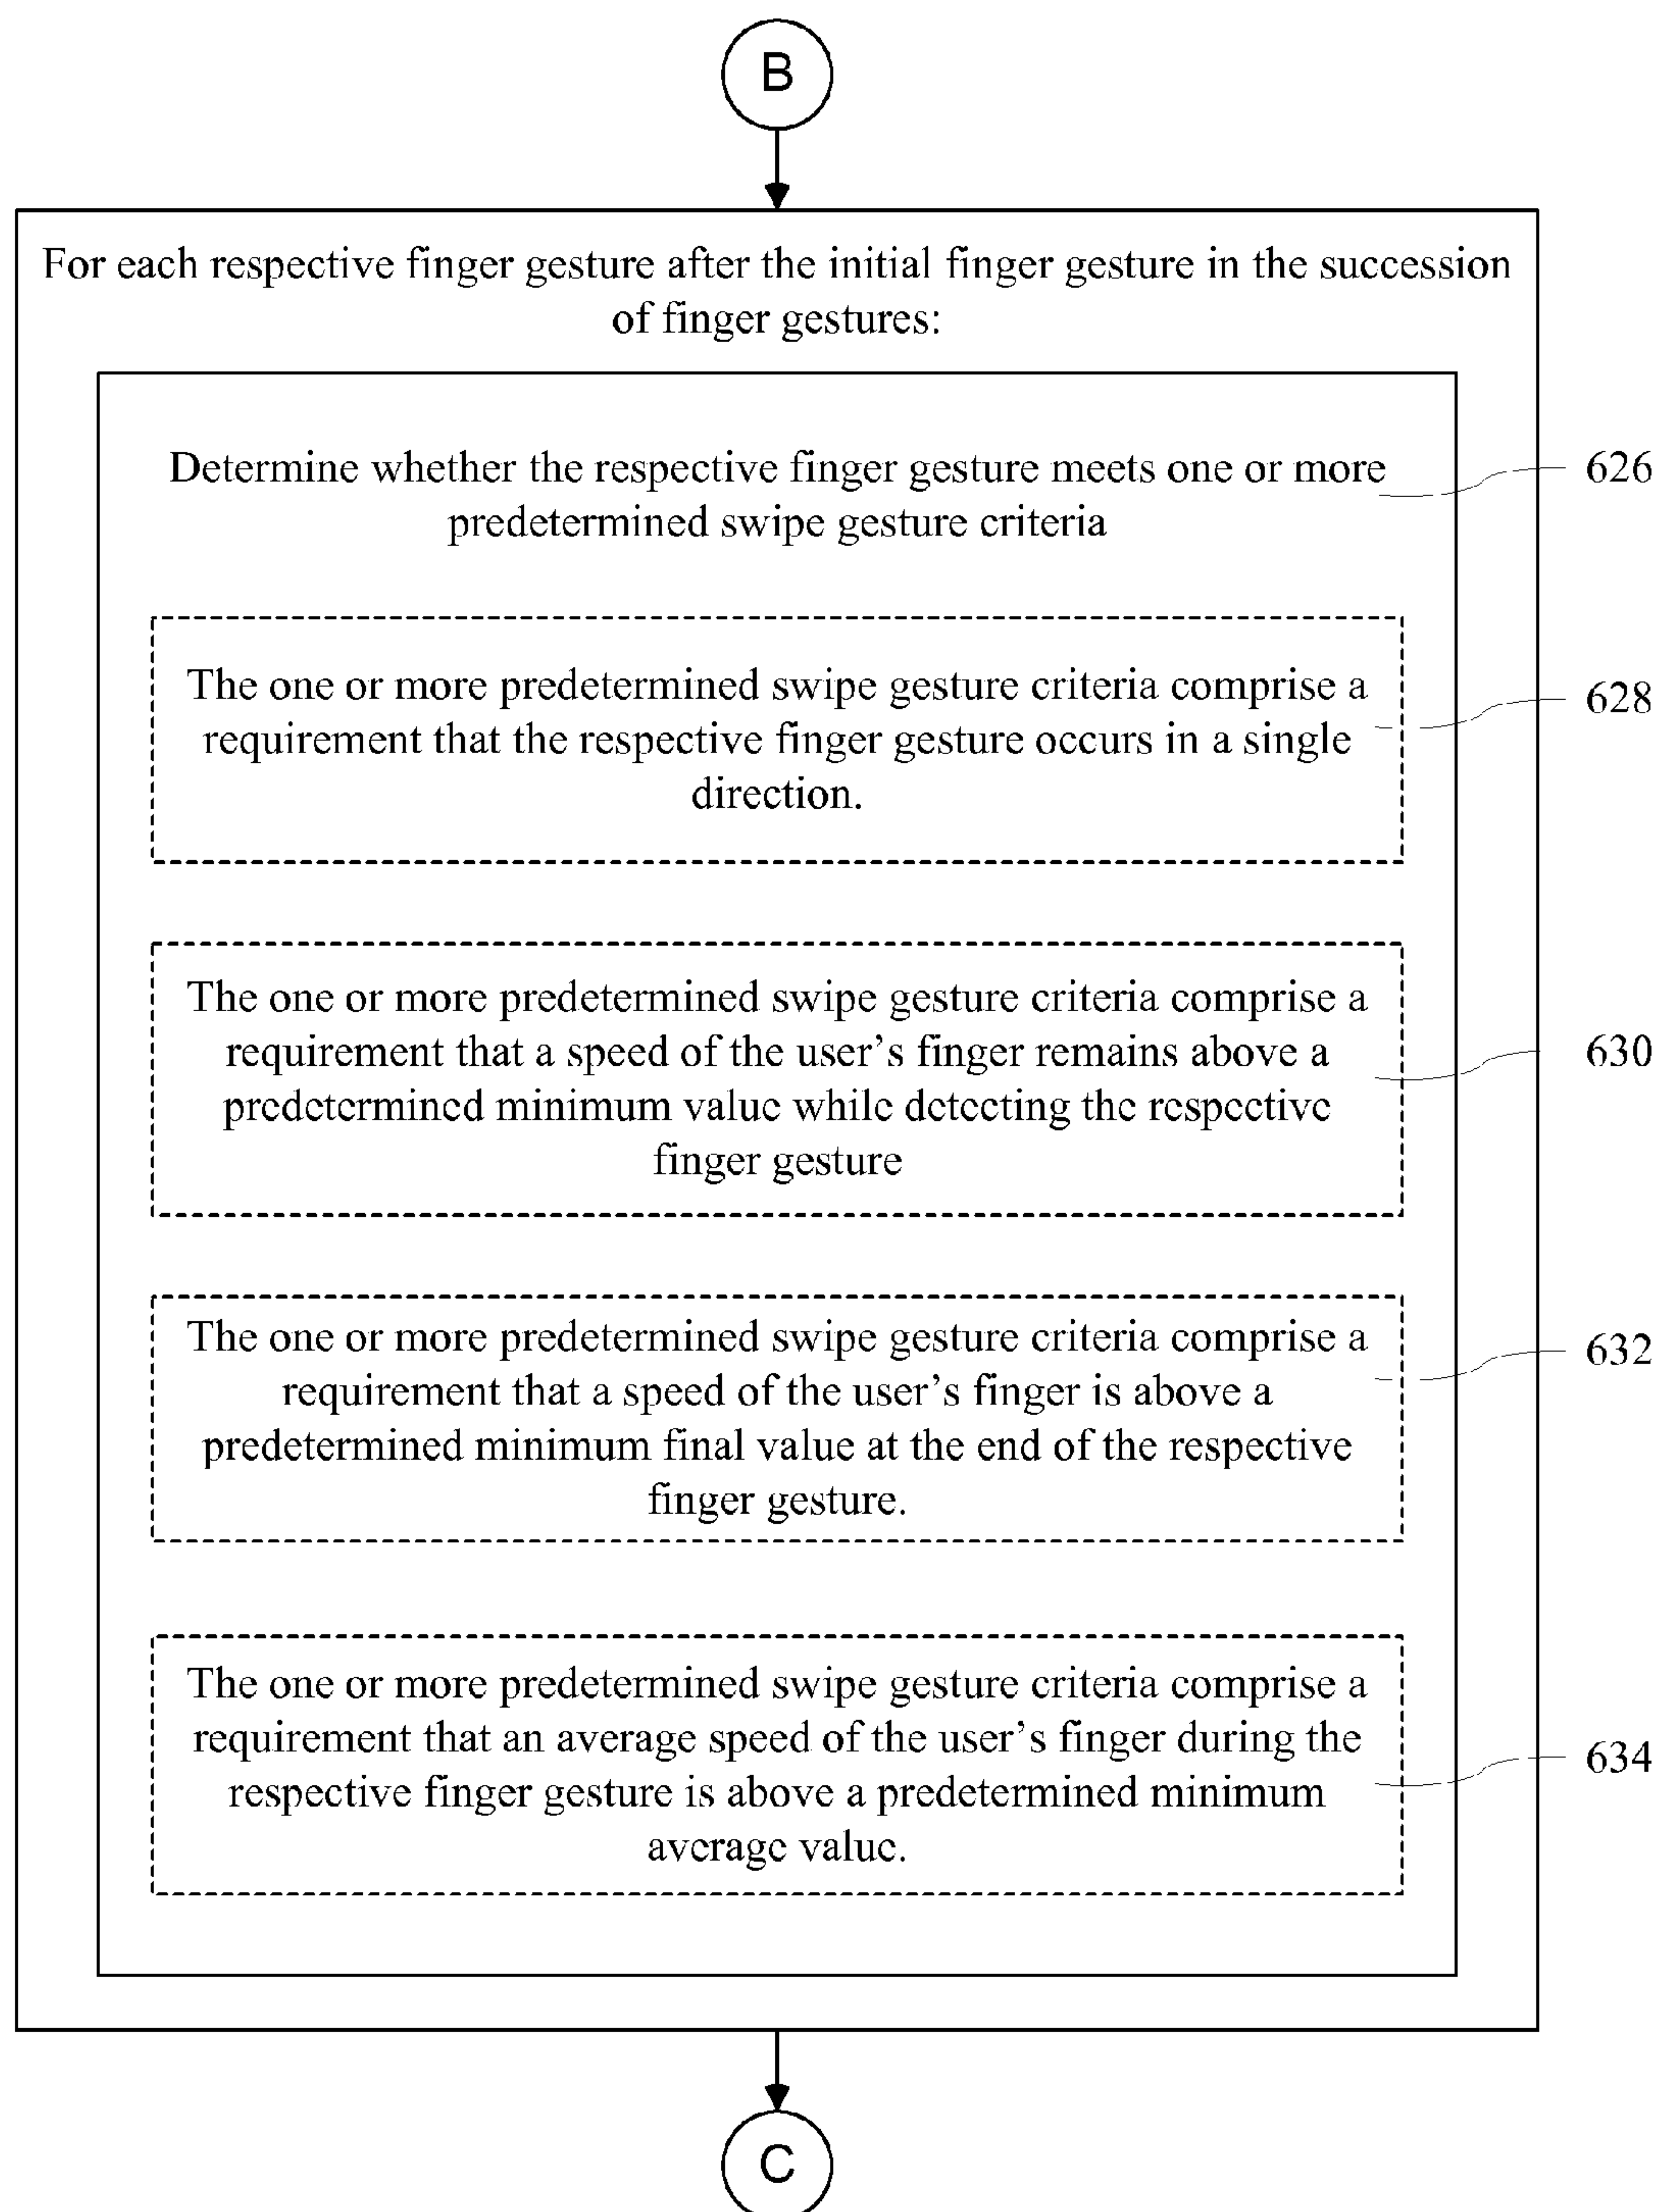 B
For each respective finger gesture after the initial finger gesture in the succession
of finger gestures:
Determine whether the respective finger gesture meets one or more
predetermined swipe gesture criteria
626
The one or more predetermined swipe gesture criteria comprise a
requirement that the respective finger gesture occurs in a single
direction.
628
The one or more predetermined swipe gesture criteria comprise a
requirement that a speed of the user's finger remains above a
predetermined minimum value while detecting the respective
finger gesture
630
The one or more predetermined swipe gesture criteria comprise a
requirement that a speed of the user's finger is above a
predetermined minimum final value at the end of the respective
finger gesture.
632
The one or more predetermined swipe gesture criteria comprise a
requirement that an average speed of the user's finger during the
respective finger gesture is above a predetermined minimum
average value.
634
C